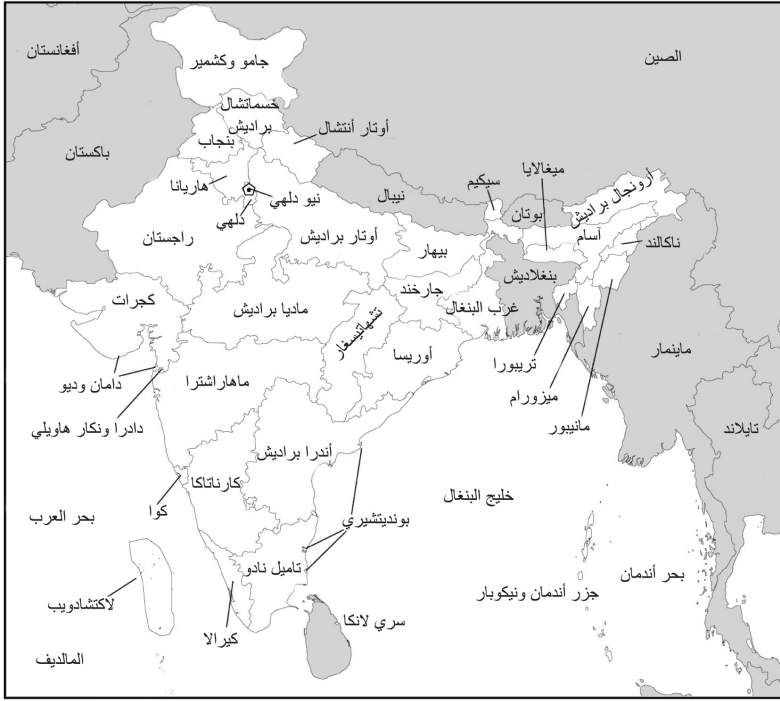 أفغانستان
الصين
جامو وكشمير
خسماتشال
براديش
أوتار أنتشال
بنجاب
باكستان
هاريانا
نيو دلهي
دلهي
نيبال
سيكيم
ميغالايا
بوتان
أرونجال براديش
آسام
ناكالند
راجستان
أوتار براديش
بيهار
بنغلاديش
جارخند
غرب البنغال
كجرات
ماديا براديش
تشهاتيسغار
أوريسا
دامان وديو
ماهاراشترا
تريبورا
ميزورام
مانيبور
ماينمار
دادرا ونكار هاويلي
تايلاند
أندرا براديش
كارناتاكا
كوا
بحر العرب
خليج البنغال
بونديتشيري
تاميل نادو
بحر أندمان
جزر أندمان ونيكوبار
لاكتشادويب
كيرالا
سري لانكا
المالديف